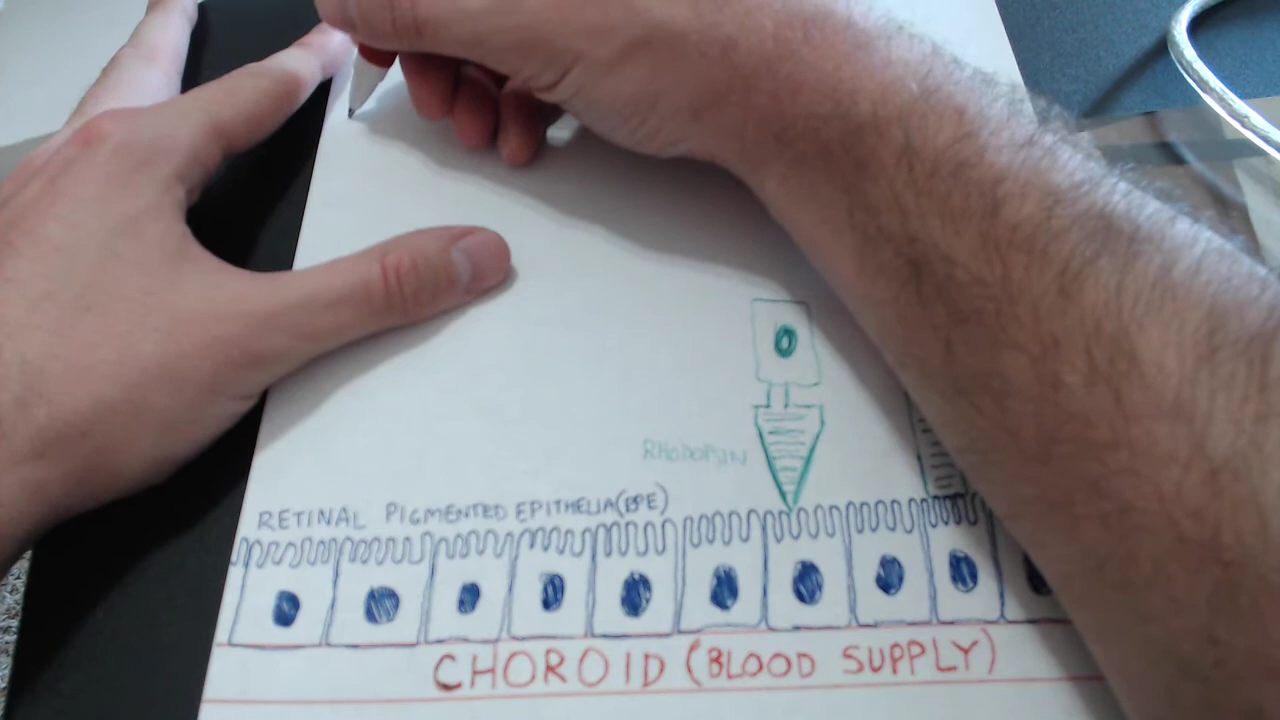 RHODOPSIN
RETINAL PIGMENTED EPITHELIA (RPE)
CHOROID (BLOOD SUPPLY)